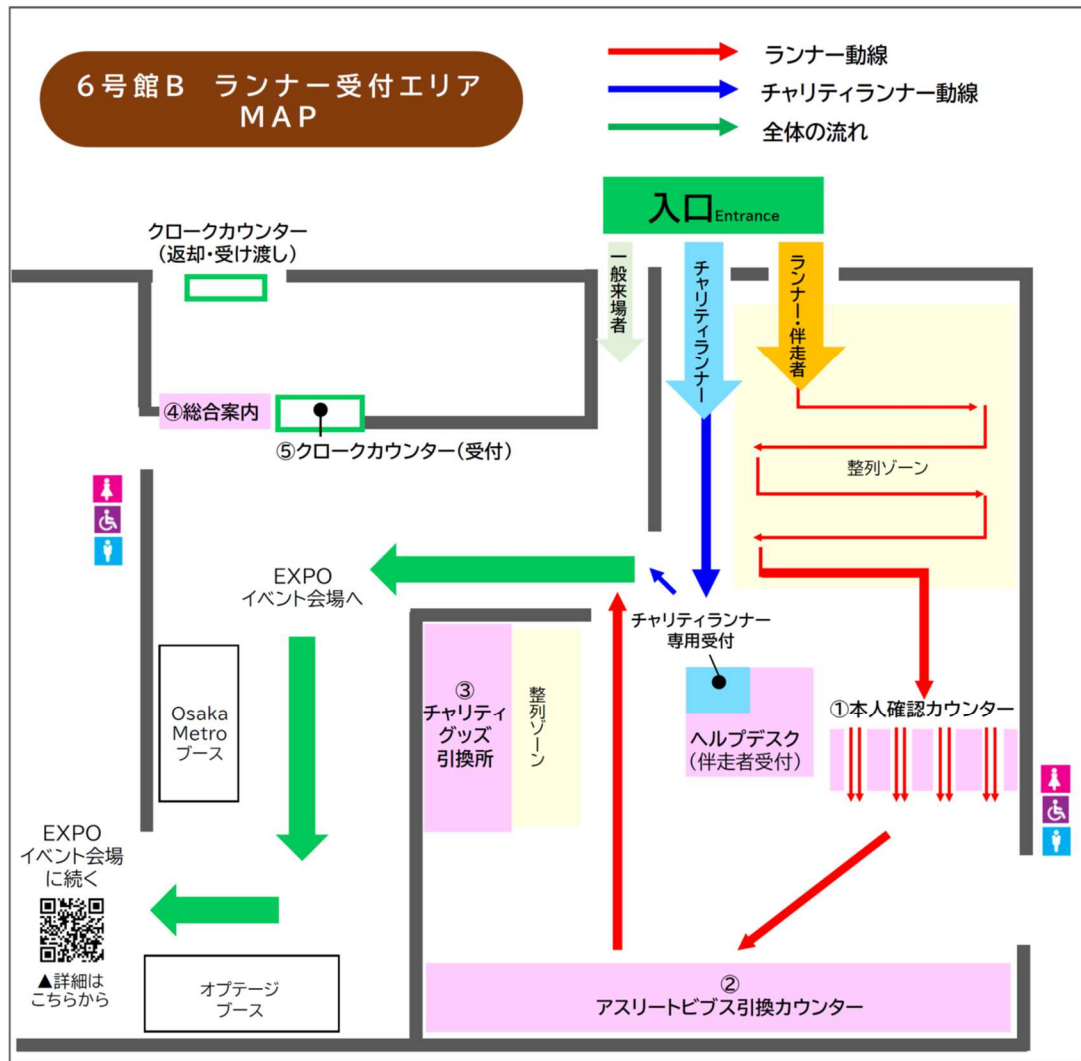 6号館B ランナー受付エリア
MAP
ランナー動線
チャリティランナー動線
全体の流れ
入口Entrance
一般来場者
チャリティランナー
ランナー・伴走者
クロークカウンター
(返却・受け渡し)
④総合案内
⑤クロークカウンター(受付)
整列ゾーン
EXPO
イベント会場へ
チャリティランナー
専用受付
③
チャリティ
グッズ
引換所
整列ゾーン
ヘルプデスク
(伴走者受付)
①本人確認カウンター
Osaka
Metro
ブース
EXPO
イベント会場
に続く
▲詳細は
こちらから
オプテージ
ブース
②
アスリートビブス引換カウンター